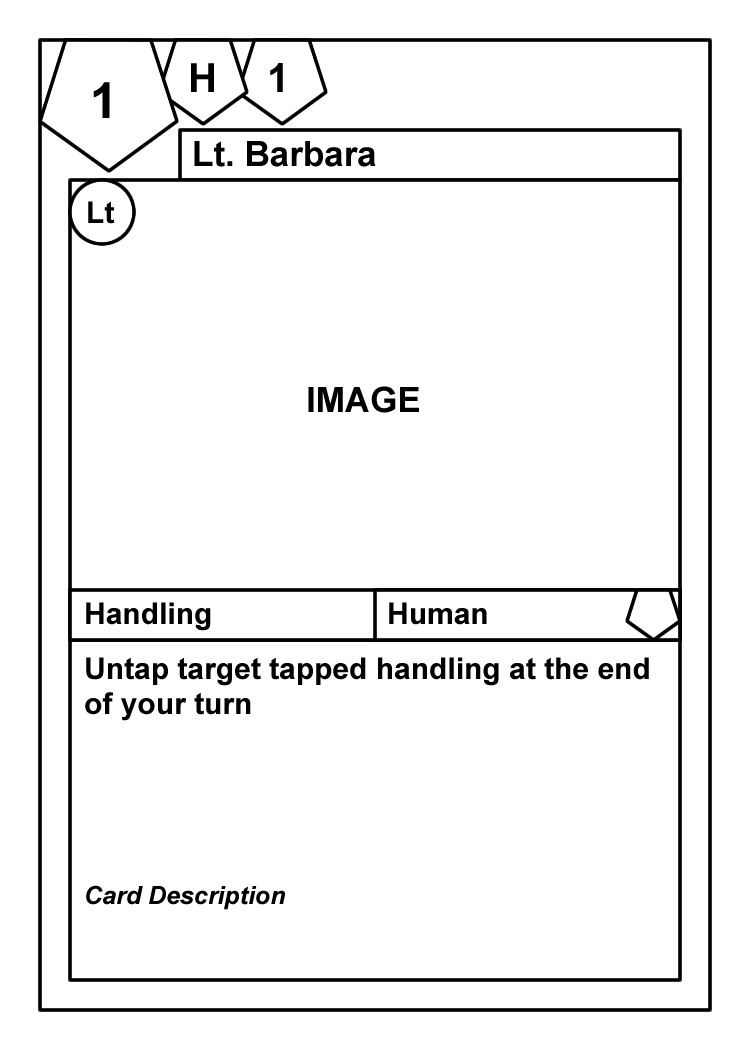 1
H
1
Lt. Barbara
Lt
IMAGE
Handling
Human
Untap target tapped handling at the end
of your turn
Card Description